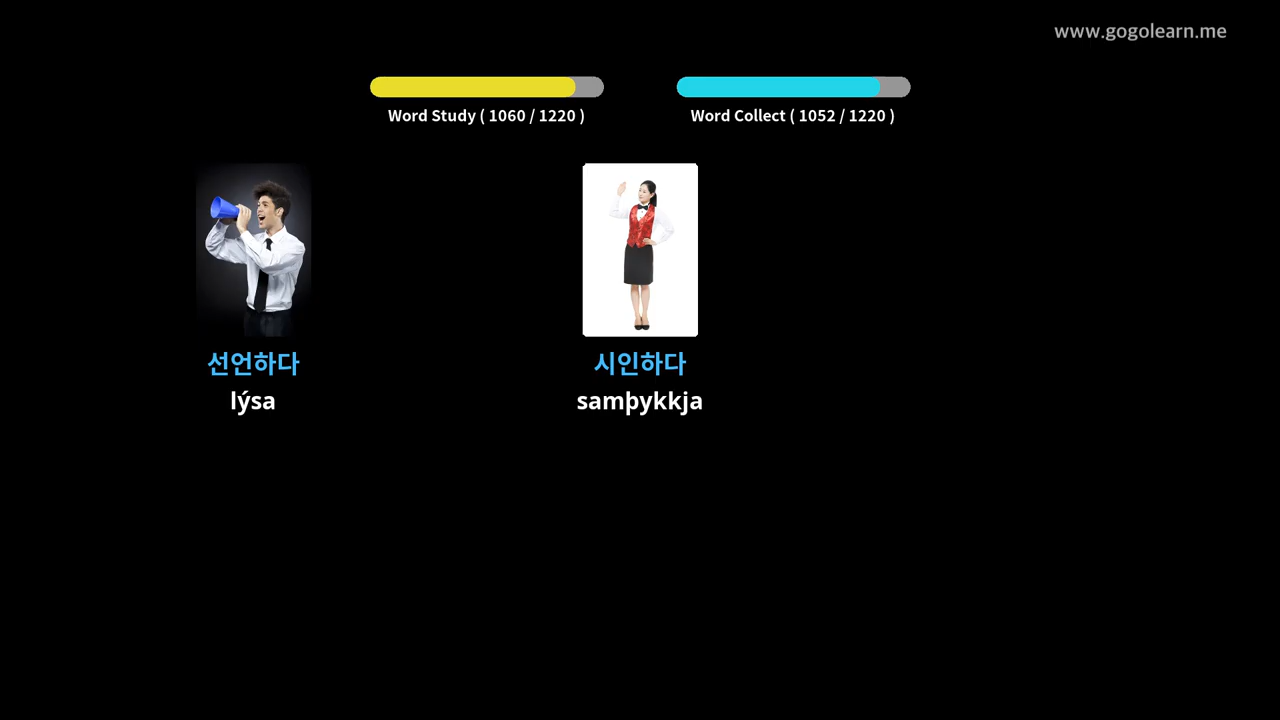 www.gogolearn.me
Word Study ( 1060 / 1220 )
Word Collect ( 1052 / 1220 )
선언하다
lýsa
시인하다
samþykkja